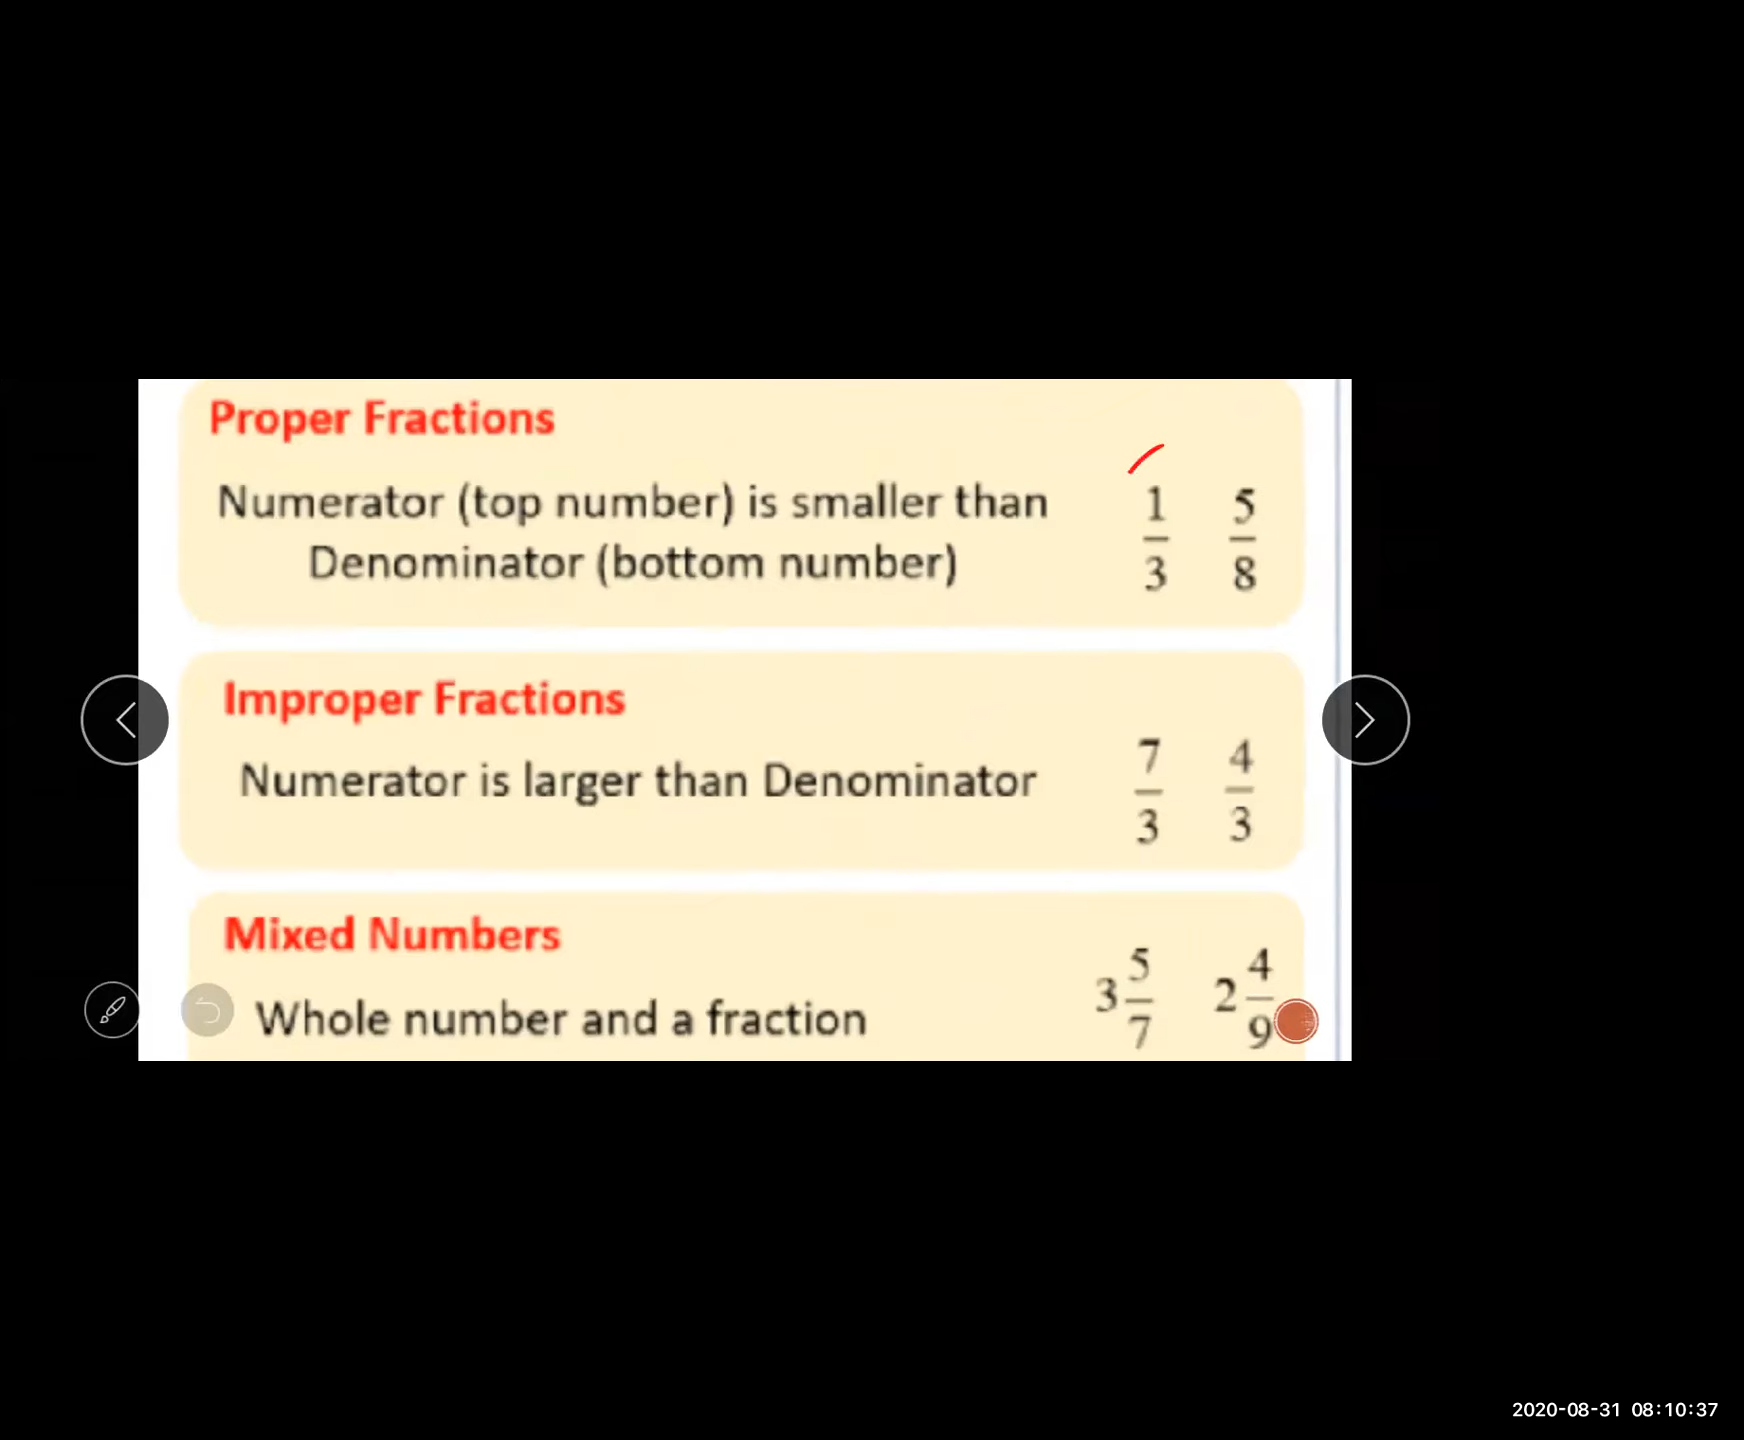 Proper Fractions
Numerator (top number) is smaller than
Denominator (bottom number)
1/3 5/8
Improper Fractions
Numerator is larger than Denominator
7/3 4/3
Mixed Numbers
Whole number and a fraction
3 5/7 2 4/9
2020-08-31 08:10:37